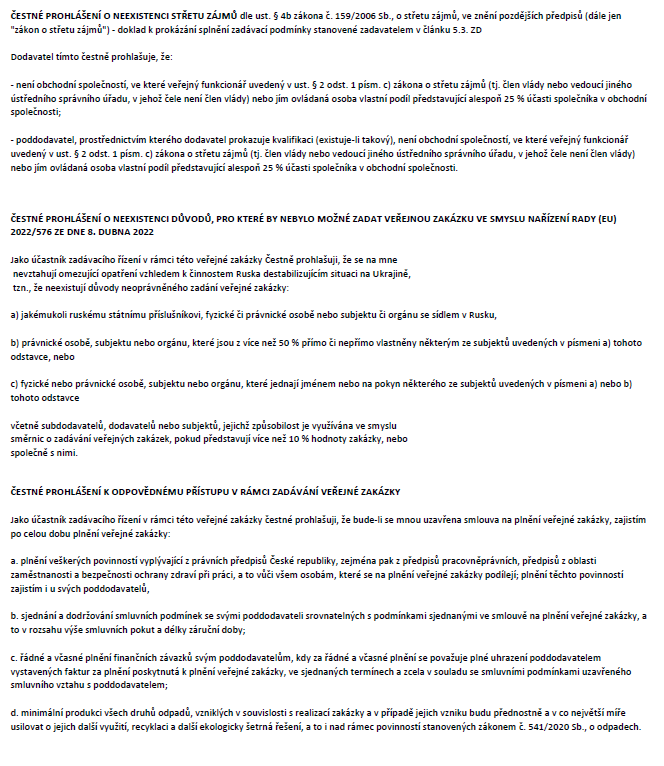 ČESTNÉ PROHLÁŠENÍ O NEEXISTENCI STŘETU ZÁJMŮ dle ust. § 4b zákona č. 159/2006 Sb., o střetu zájmů, ve znění pozdějších předpisů (dále jen
"zákon o střetu zájmů") - doklad k prokázání splnění zadávací podmínky stanovené zadavatelem v článku 5.3. ZD
Dodavatel tímto čestně prohlašuje, že:
- není obchodní společností, ve které veřejný funkcionář uvedený v ust. § 2 odst. 1 písm. c) zákona o střetu zájmů (tj. člen vlády nebo vedoucí jiného
ústředního správního úřadu, v jehož čele není člen vlády) nebo jím ovládaná osoba vlastní podíl představující alespoň 25 % účasti společníka v obchodní
společnosti;
- poddodavatel, prostřednictvím kterého dodavatel prokazuje kvalifikaci (existuje-li takový), není obchodní společností, ve které veřejný funkcionář
uvedený v ust. § 2 odst. 1 písm. c) zákona o střetu zájmů (tj. člen vlády nebo vedoucí jiného ústředního správního úřadu, v jehož čele není člen vlády)
nebo jím ovládaná osoba vlastní podíl představující alespoň 25 % účasti společníka v obchodní společnosti.
ČESTNÉ PROHLÁŠENÍ O NEEXISTENCI DŮVODŮ, PRO KTERÉ BY NEBYLO MOŽNÉ ZADAT VEŘEJNOU ZAKÁZKU VE SMYSLU NAŘÍZENÍ RADY (EU)
2022/576 ZE DNE 8. DUBNA 2022
Jako účastník zadávacího řízení v rámci této veřejné zakázky Čestně prohlašuji, že se na mne
nevztahují omezující opatření vzhledem k činnostem Ruska destabilizujícím situaci na Ukrajině,
tzn., že neexistují důvody neoprávněného zadání veřejné zakázky:
a) jakémukoli ruskému státnímu příslušníkovi, fyzické či právnické osobě nebo subjektu či orgánu se sídlem v Rusku,
b) právnické osobě, subjektu nebo orgánu, které jsou z více než 50 % přímo či nepřímo vlastněny některým ze subjektů uvedených v písmeni a) tohoto
odstavce, nebo
c) fyzické nebo právnické osobě, subjektu nebo orgánu, které jednají jménem nebo na pokyn některého ze subjektů uvedených v písmeni a) nebo b)
tohoto odstavce
včetně subdodavatelů, dodavatelů nebo subjektů, jejichž způsobilost je využívána ve smyslu
směrnic o zadávání veřejných zakázek, pokud představují více než 10 % hodnoty zakázky, nebo
společně s nimi.
ČESTNÉ PROHLÁŠENÍ K ODPOVĚDNÉMU PŘÍSTUPU V RÁMCI ZADÁVÁNÍ VEŘEJNÉ ZAKÁZKY
Jako účastník zadávacího řízení v rámci této veřejné zakázky čestné prohlašuji, že bude-li se mnou uzavřena smlouva na plnění veřejné zakázky, zajistím
po celou dobu plnění veřejné zakázky:
a. plnění veškerých povinností vyplývající z právních předpisů České republiky, zejména pak z předpisů pracovněprávních, předpisů z oblasti
zaměstnanosti a bezpečnosti ochrany zdraví při práci, a to vůči všem osobám, které se na plnění veřejné zakázky podílejí; plnění těchto povinností
zajistím i u svých poddodavatelů,
b. sjednání a dodržování smluvních podmínek se svými poddodavateli srovnatelných s podmínkami sjednanými ve smlouvě na plnění veřejné zakázky, a
to v rozsahu výše smluvních pokut a délky záruční doby;
c. řádné a včasné plnění finančních závazků svým poddodavatelům, kdy za řádné a včasné plnění se považuje plné uhrazení poddodavatelem
vystavených faktur za plnění poskytnutá k plnění veřejné zakázky, ve sjednaných termínech a zcela v souladu se smluvními podmínkami uzavřeného
smluvního vztahu s poddodavatelem;
d. minimální produkci všech druhů odpadů, vzniklých v souvislosti s realizací zakázky a v případě jejich vzniku budu přednostně a v co největší míře
usilovat o jejich další využití, recyklaci a další ekologicky šetrná řešení, a to i nad rámec povinností stanovených zákonem č. 541/2020 Sb., o odpadech.